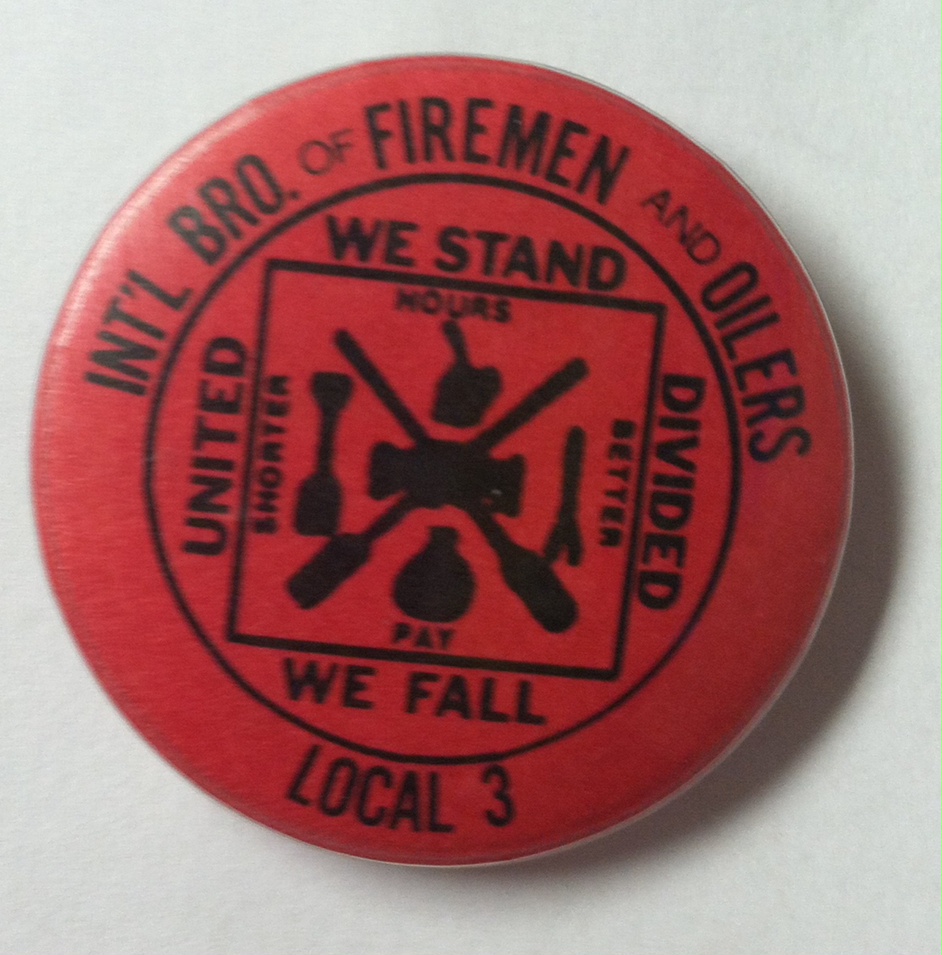 INT'L BRO. OF FIREMEN AND OILERS
UNITED
WE STAND
DIVIDED
WE FALL
SHORTER
HOURS
BETTER
PAY
LOCAL 3